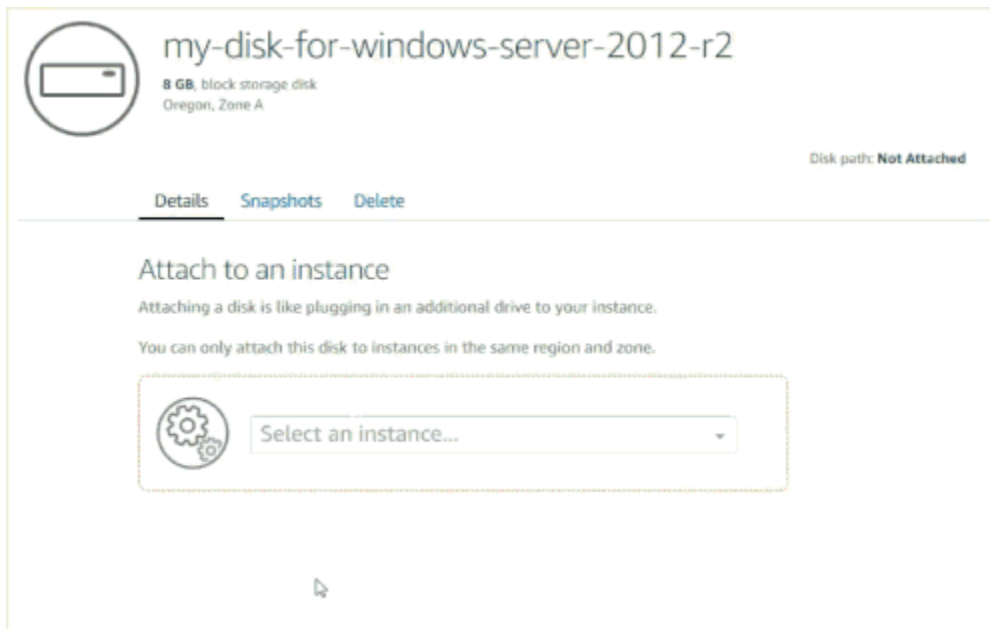 my-disk-for-windows-server-2012-r2
8 GB, block storage disk
Oregon, Zone A
Disk path: Not Attached
Details Snapshots Delete
Attach to an instance
Attaching a disk is like plugging in an additional drive to your instance.
You can only attach this disk to instances in the same region and zone.
Select an instance...